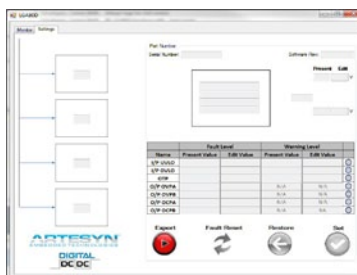 LGA80D
Monitor Settings
Part Number
Serial Number
Software Rev:
Present Edit
V
V
Fault Level Warning Level
Name Present Value Edit Value Present Value Edit Value
I/P UVLO
I/P OVLO
OTP
O/P OVPA N/A N/A
O/P OVPB N/A N/A
O/P OCPA N/A N/A
O/P OCPB N/A N/A
Export Fault Reset Restore Set
ARTESYN
DIGITAL
DC DC